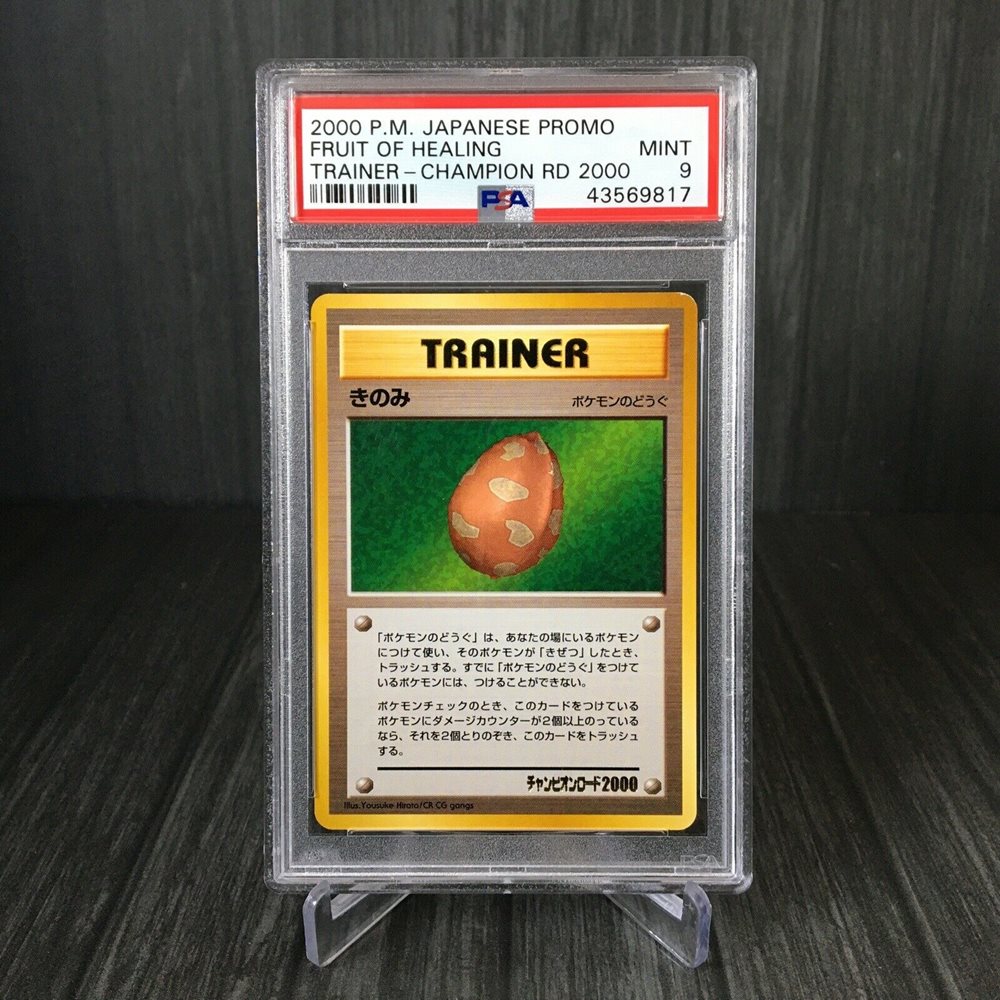 2000 P.M. JAPANESE PROMO
FRUIT OF HEALING MINT
TRAINER – CHAMPION RD 2000 9
PSA 43569817
TRAINER
きのみ ポケモンのどうぐ
「ポケモンのどうぐ」は、あなたの場にいるポケモン
につけて使い、そのポケモンが「きぜつ」したとき、
トラッシュする。すでに「ポケモンのどうぐ」をつけて
いるポケモンには、つけることができない。
ポケモンチェックのとき、このカードをつけている
ポケモンにダメージカウンターが2個以上のっている
なら、それを2個とりのぞき、このカードをトラッシュ
する。
チャンピオンロード2000
Illus.Yousuke Hirata/CR CG gangs
PSA